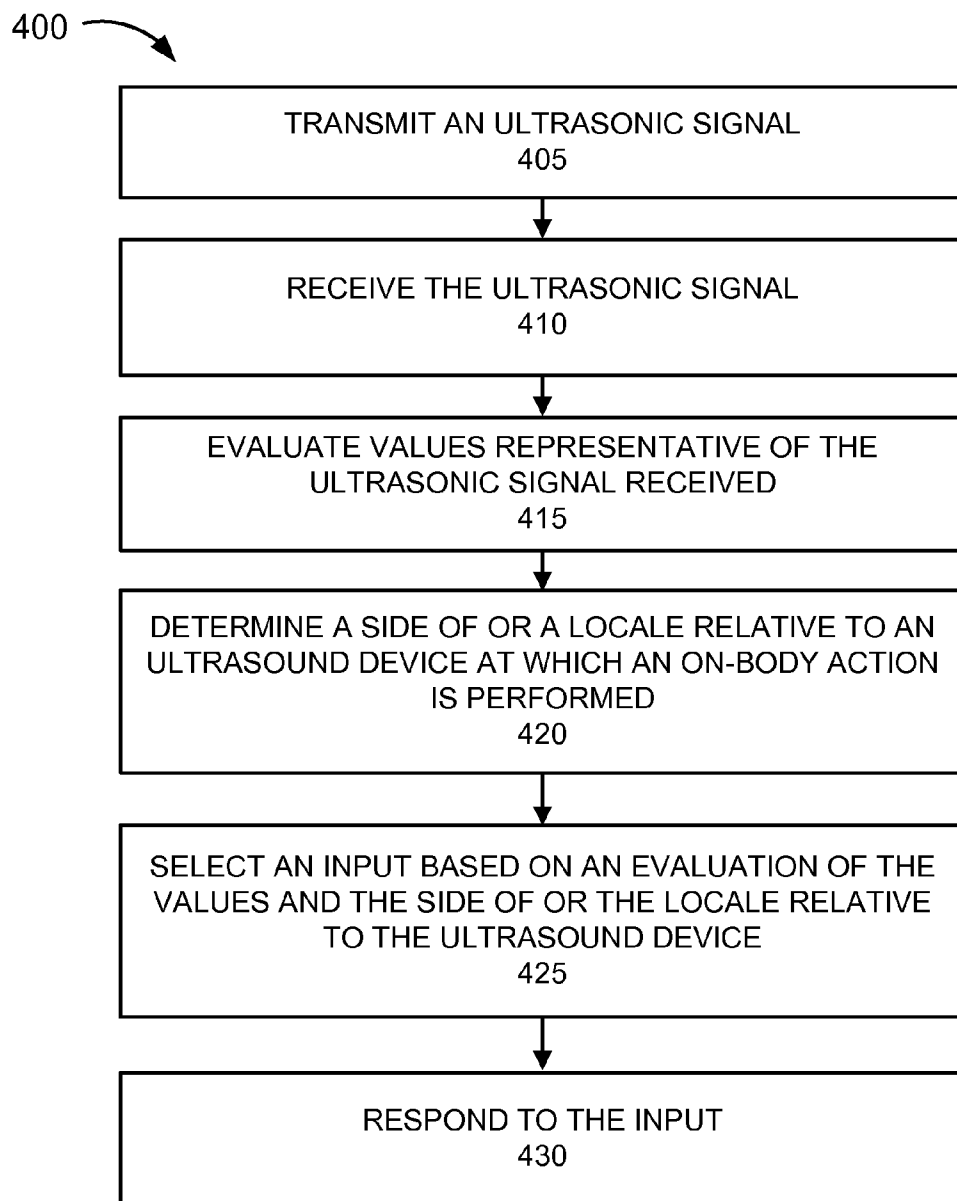 400
TRANSMIT AN ULTRASONIC SIGNAL
405
RECEIVE THE ULTRASONIC SIGNAL
410
EVALUATE VALUES REPRESENTATIVE OF THE
ULTRASONIC SIGNAL RECEIVED
415
DETERMINE A SIDE OF OR A LOCALE RELATIVE TO AN
ULTRASOUND DEVICE AT WHICH AN ON-BODY ACTION
IS PERFORMED
420
SELECT AN INPUT BASED ON AN EVALUATION OF THE
VALUES AND THE SIDE OF OR THE LOCALE RELATIVE
TO THE ULTRASOUND DEVICE
425
RESPOND TO THE INPUT
430